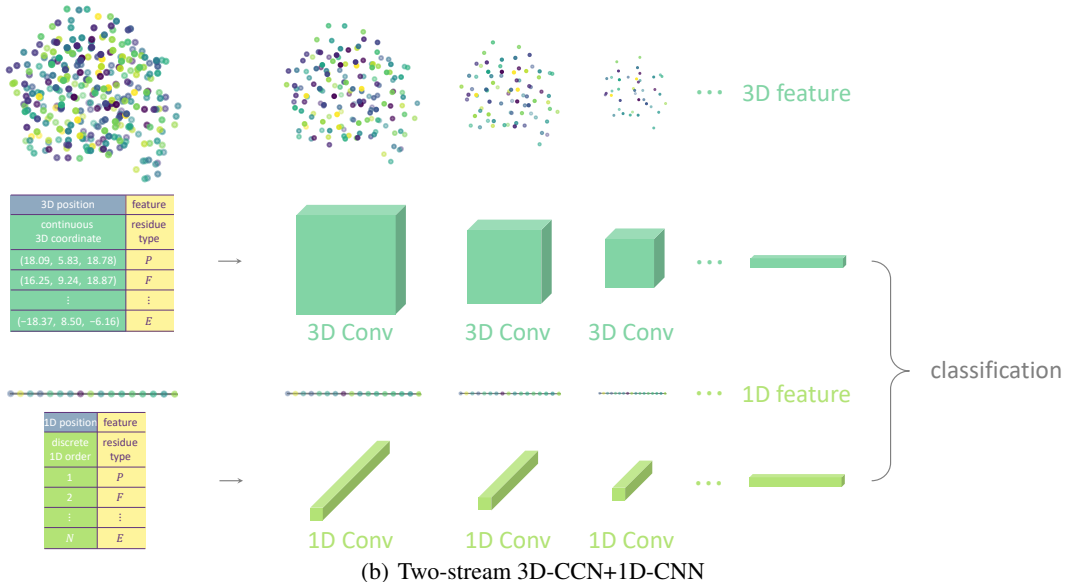 3D feature
3D position feature
continuous 3D coordinate residue type
(18.09, 5.83, 18.78) P
(16.25, 9.24, 18.87) F
⋮ ⋮
(−18.37, 8.50, −6.16) E
3D Conv 3D Conv 3D Conv
classification
1D feature
1D position feature
discrete 1D order residue type
1 P
2 F
⋮ ⋮
N E
1D Conv 1D Conv 1D Conv
(b) Two-stream 3D-CCN+1D-CNN